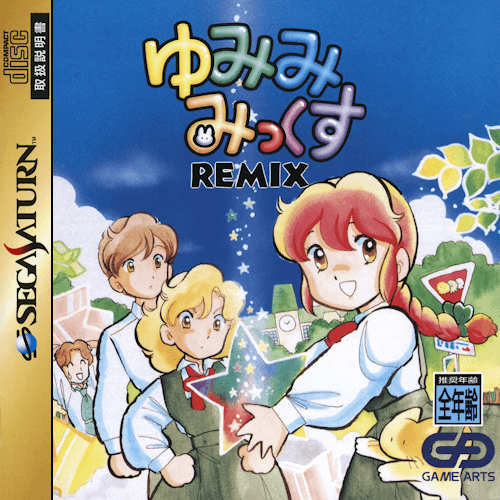 COMPACT
disc
取扱説明書
SEGA SATURN™
ゆみみ
みっくす
REMIX
推奨年齢
全年齢
GAME ARTS